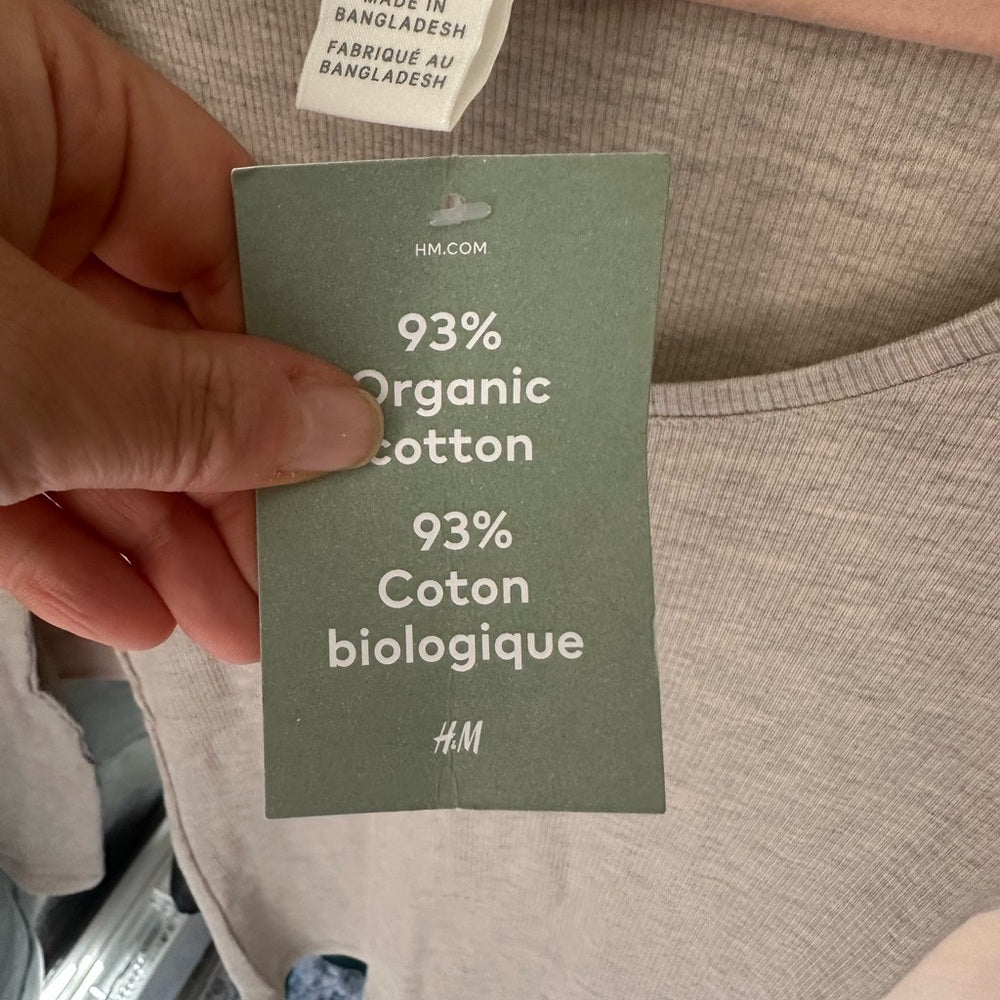 MADE IN
BANGLADESH
FABRIQUÉ AU
BANGLADESH
HM.COM
93%
Organic
cotton
93%
Coton
biologique
H&M